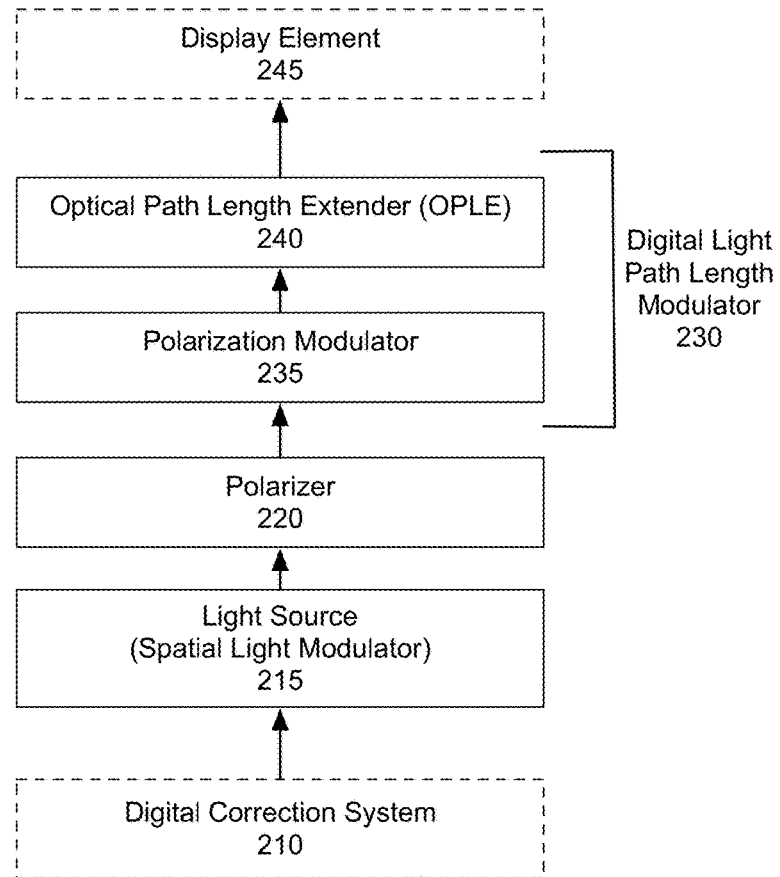 Display Element
245
Optical Path Length Extender (OPLE)
240
Digital Light
Path Length
Modulator
230
Polarization Modulator
235
Polarizer
220
Light Source
(Spatial Light Modulator)
215
Digital Correction System
210